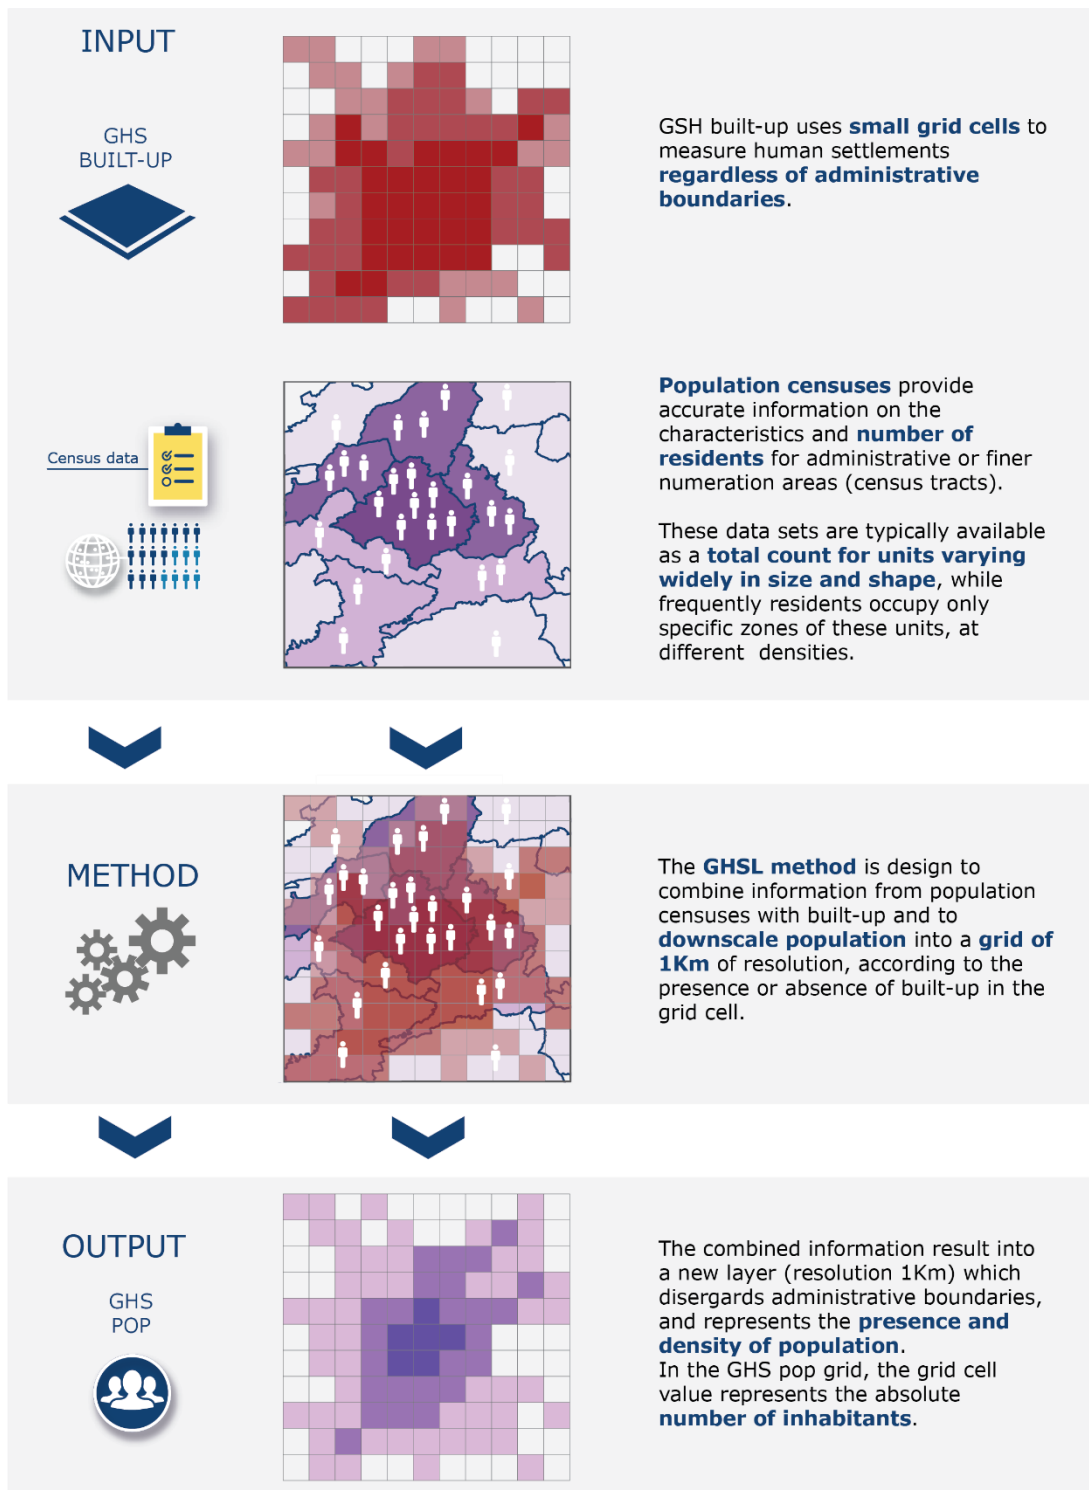 INPUT
GHS
BUILT-UP
GSH built-up uses small grid cells to
measure human settlements
regardless of administrative
boundaries.
Census data
Population censuses provide
accurate information on the
characteristics and number of
residents for administrative or finer
numeration areas (census tracts).
These data sets are typically available
as a total count for units varying
widely in size and shape, while
frequently residents occupy only
specific zones of these units, at
different densities.
METHOD
The GHSL method is design to
combine information from population
censuses with built-up and to
downscale population into a grid of
1Km of resolution, according to the
presence or absence of built-up in the
grid cell.
OUTPUT
GHS
POP
The combined information result into
a new layer (resolution 1Km) which
disergards administrative boundaries,
and represents the presence and
density of population.
In the GHS pop grid, the grid cell
value represents the absolute
number of inhabitants.